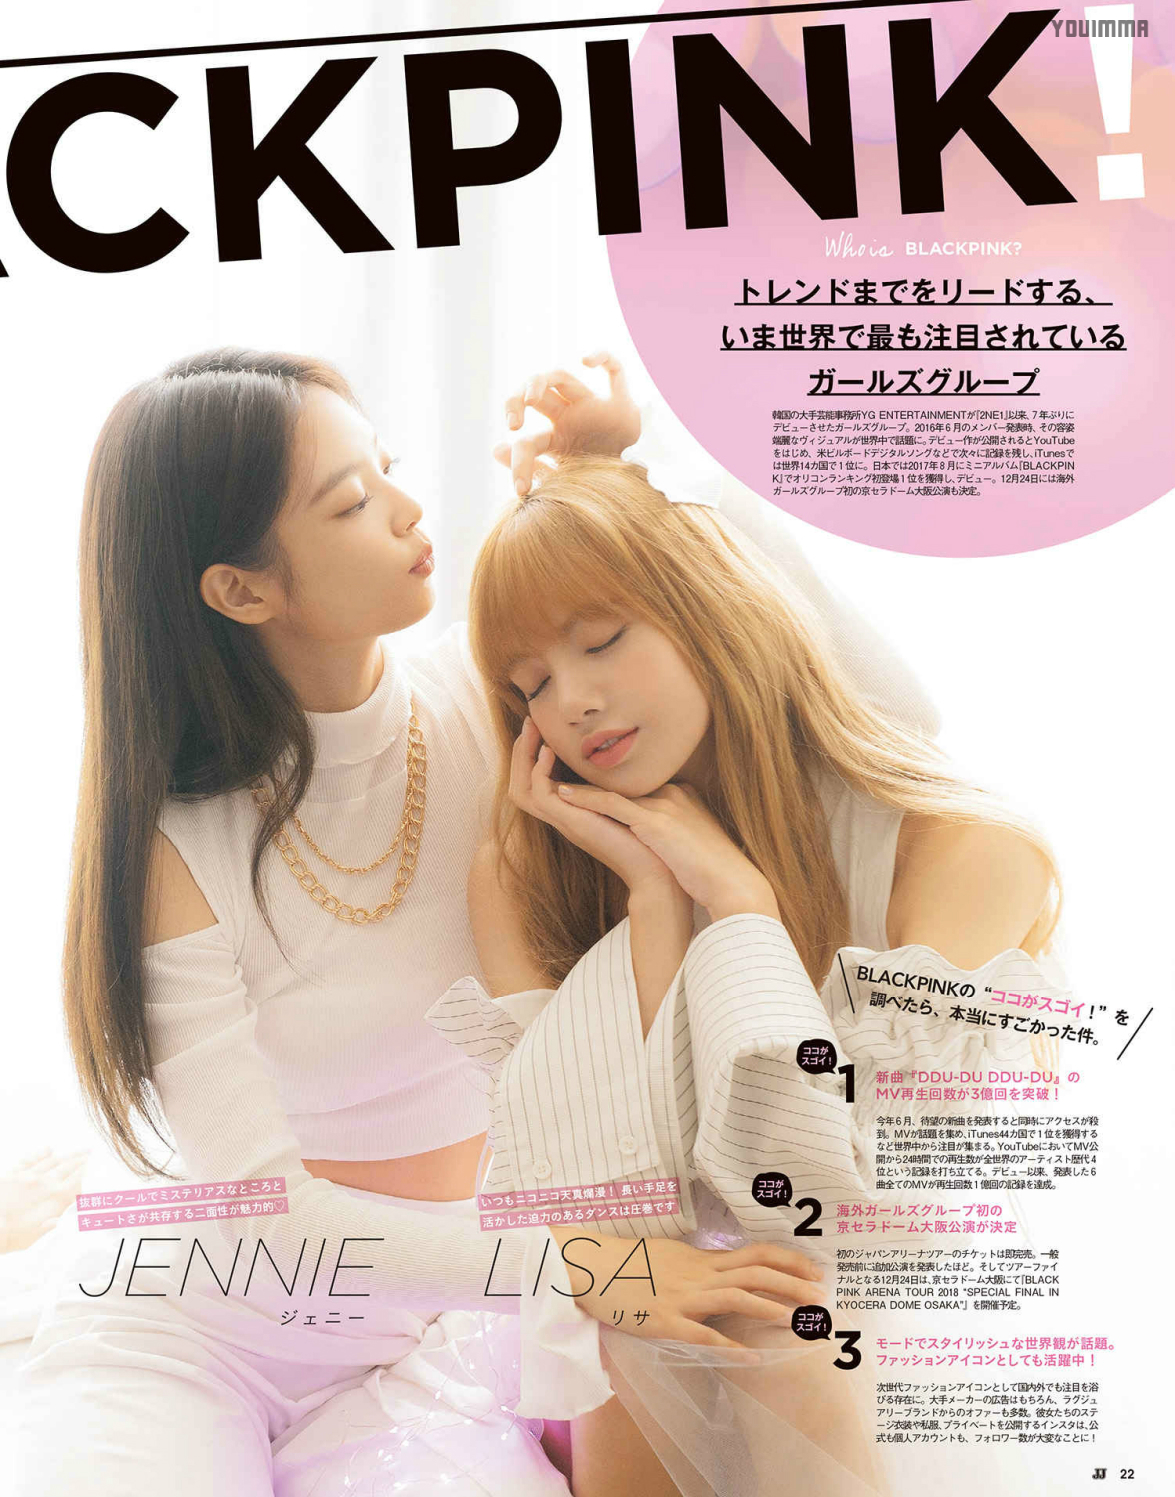 YOUIMMA
ACKPINK!
Who is BLACKPINK?
トレンドまでをリードする、
いま世界で最も注目されている
ガールズグループ
韓国の大手芸能事務所YG ENTERTAINMENTが『2NE1』以来、7年ぶりに
デビューさせたガールズグループ。2016年6月のメンバー発表時、その容姿
端麗なヴィジュアルが世界中で話題に。デビュー作が公開されるとYouTube
をはじめ、米ビルボードデジタルソングなどで次々に記録を残し、iTunesで
は世界14カ国で1位に。日本では2017年8月にミニアルバム『BLACKPIN
K』でオリコンランキング初登場1位を獲得し、デビュー。12月24日には海外
ガールズグループ初の京セラドーム大阪公演も決定。
BLACKPINKの“ココがスゴイ!”を
調べたら、本当にすごかった件。
ココが
スゴイ!
1
新曲『DDU-DU DDU-DU』の
MV再生回数が3億回を突破!
今年6月、待望の新曲を発表すると同時にアクセスが殺
到。MVが話題を集め、iTunes44カ国で1位を獲得する
など世界中から注目が集まる。YouTubeにおいてMV公
開から24時間での再生数が全世界のアーティスト歴代4
位という記録を打ち立てる。デビュー以来、発表した6
曲全てのMVが再生回数1億回の記録を達成。
ココが
スゴイ!
2
海外ガールズグループ初の
京セラドーム大阪公演が決定
初のジャパンアリーナツアーのチケットは即完売。一般
発売前に追加公演を発表したほど。そしてツアーファイ
ナルとなる12月24日は、京セラドーム大阪にて『BLACK
PINK ARENA TOUR 2018 "SPECIAL FINAL IN
KYOCERA DOME OSAKA"』を開催予定。
ココが
スゴイ!
3
モードでスタイリッシュな世界観が話題。
ファッションアイコンとしても活躍中!
次世代ファッションアイコンとして国内外でも注目を浴
びる存在に。大手メーカーの広告はもちろん、ラグジュ
アリーブランドからのオファーも多数。彼女たちのステ
ージ衣装や私服、プライベートを公開するインスタは、公
式も個人アカウントも、フォロワー数が大変なことに!
抜群にクールでミステリアスなところと
キュートさが共存する二面性が魅力的♡
JENNIE
ジェニー
いつもニコニコ天真爛漫! 長い手足を
活かした迫力のあるダンスは圧巻です
LISA
リサ
JJ 22